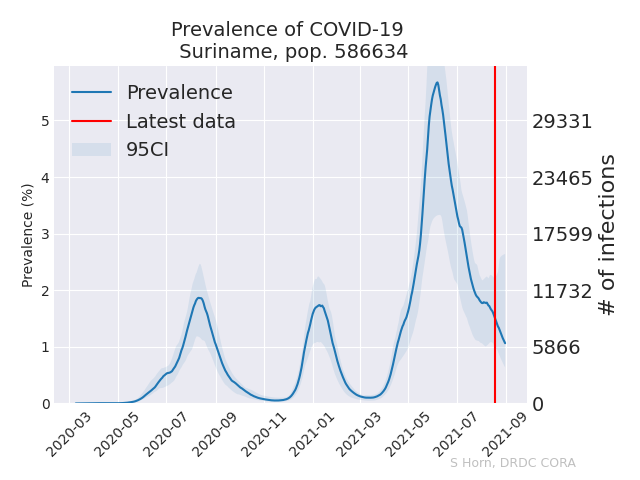 Prevalence of COVID-19
Suriname, pop. 586634
Prevalence
Latest data
95CI
Prevalence (%)
5
4
3
2
1
0
29331
23465
17599
11732
5866
0
# of infections
2020-03
2020-05
2020-07
2020-09
2020-11
2021-01
2021-03
2021-05
2021-07
2021-09
S Horn, DRDC CORA